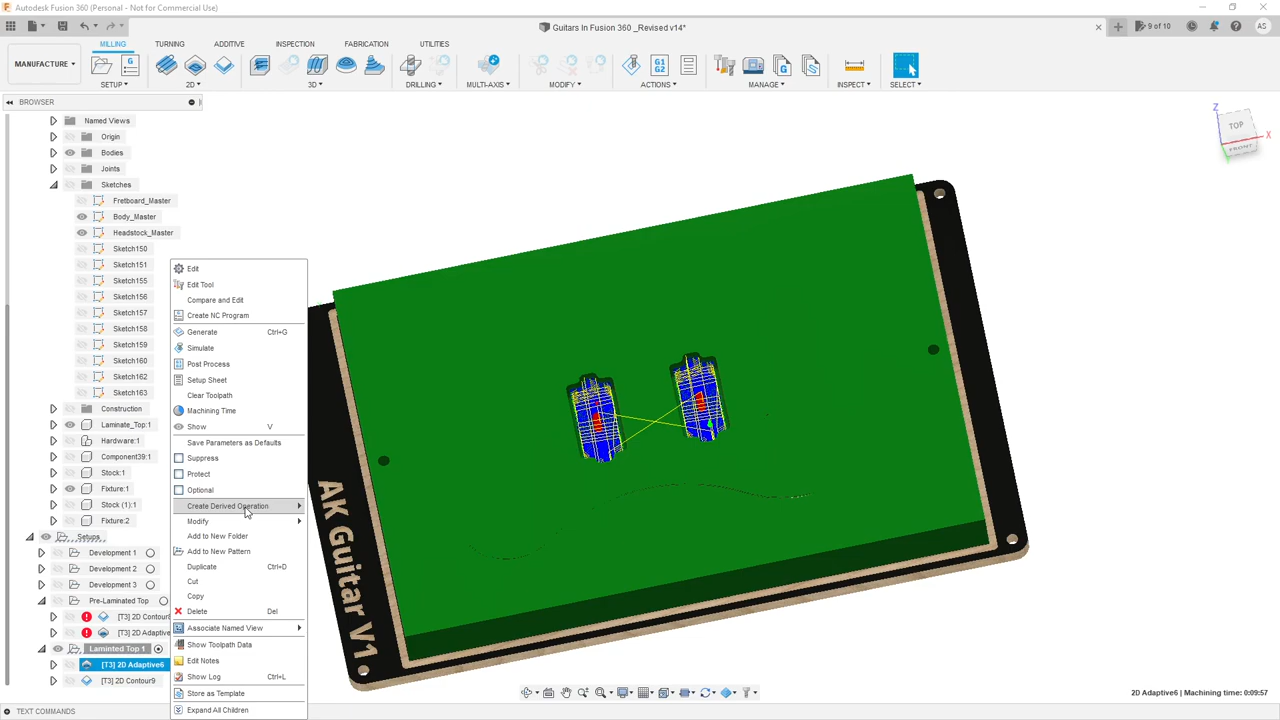 Autodesk Fusion 360 (Personal - Not for Commercial Use)
Guitars In Fusion 360 _Revised v14*
9 of 10
AS
MANUFACTURE
MILLING
TURNING
ADDITIVE
INSPECTION
FABRICATION
UTILITIES
SETUP
2D
3D
DRILLING
MULTI-AXIS
MODIFY
ACTIONS
MANAGE
INSPECT
SELECT
G
G1
G2
G
BROWSER
Named Views
Origin
Bodies
Joints
Sketches
Fretboard_Master
Body_Master
Headstock_Master
Sketch150
Sketch151
Sketch155
Sketch156
Sketch157
Sketch158
Sketch159
Sketch160
Sketch162
Sketch163
Construction
Laminate_Top:1
Hardware:1
Component39:1
Stock:1
Fixture:1
Stock (1):1
Fixture:2
Setups
Development 1
Development 2
Development 3
Pre-Laminated Top
[T3] 2D Contour
[T3] 2D Adaptive
Laminted Top 1
[T3] 2D Adaptive6
[T3] 2D Contour9
Edit
Edit Tool
Compare and Edit
Create NC Program
Generate Ctrl+G
Simulate
Post Process
Setup Sheet
Clear Toolpath
Machining Time
Show V
Save Parameters as Defaults
Suppress
Protect
Optional
Create Derived Operation
Modify
Add to New Folder
Add to New Pattern
Duplicate Ctrl+D
Cut
Copy
Delete Del
Associate Named View
Show Toolpath Data
Edit Notes
Show Log Ctrl+L
Store as Template
Expand All Children
AK Guitar V1
Z
TOP
FRONT
X
2D Adaptive6 | Machining time: 0:09:57
TEXT COMMANDS